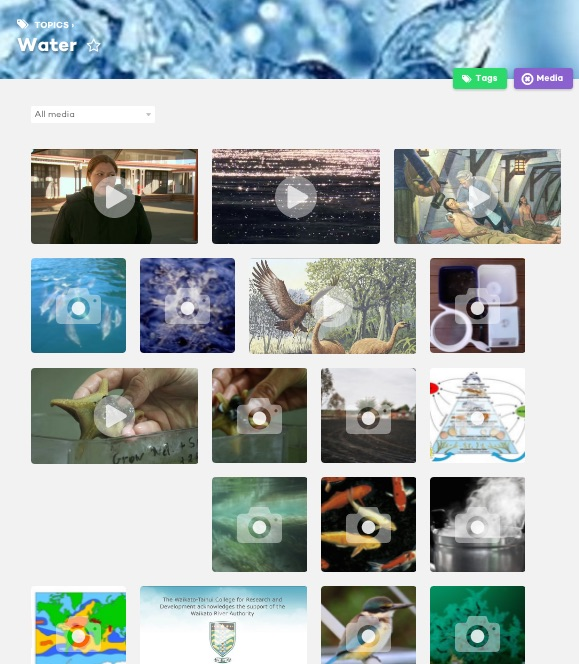 TOPICS ›
Water
Tags
Media
All media
The Waikato-Tainui College for Research and
Development acknowledges the support of the
Waikato River Authority